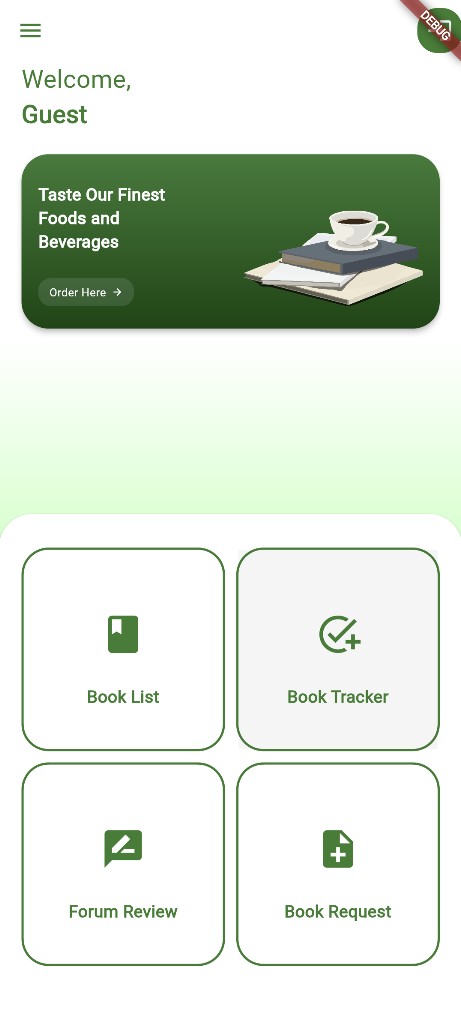 DEBUG
Welcome,
Guest
Taste Our Finest
Foods and
Beverages
Order Here
Book List
Book Tracker
Forum Review
Book Request